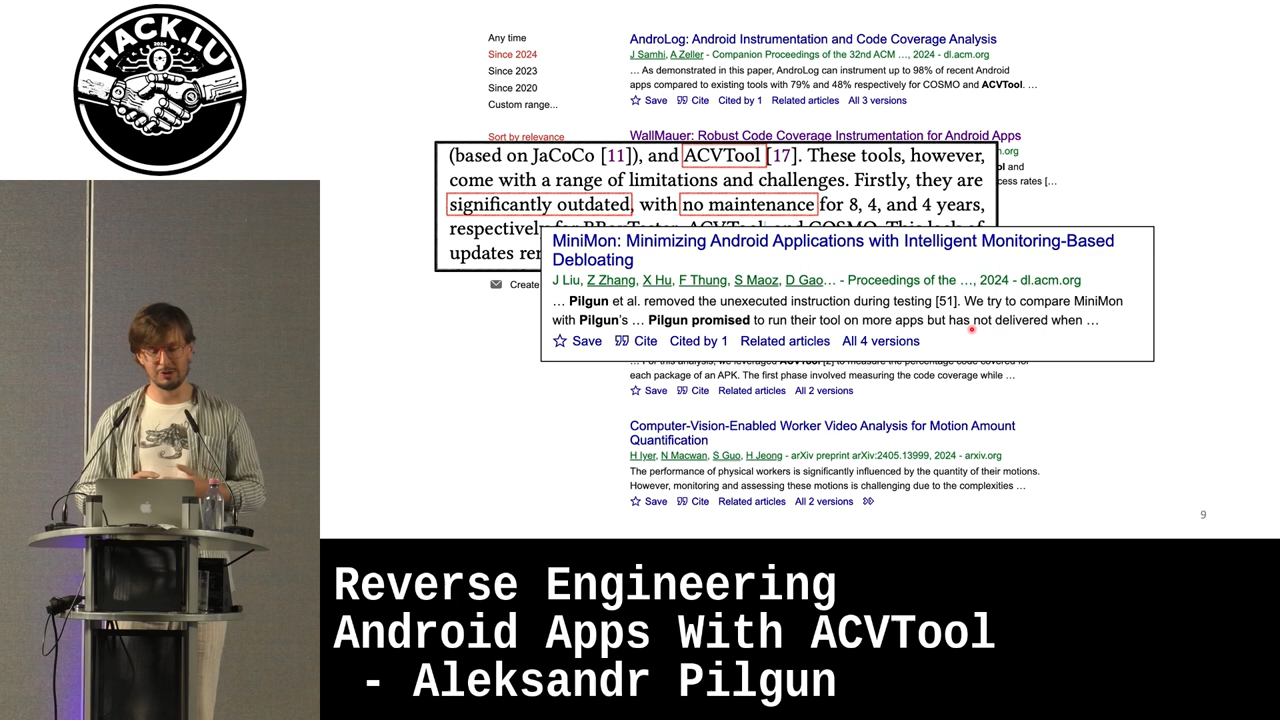 HACK.LU
2024
Any time
Since 2024
Since 2023
Since 2020
Custom range...
Sort by relevance
Create
AndroLog: Android Instrumentation and Code Coverage Analysis
J Samhi, A Zeller - Companion Proceedings of the 32nd ACM …, 2024 - dl.acm.org
… As demonstrated in this paper, AndroLog can instrument up to 98% of recent Android
apps compared to existing tools with 79% and 48% respectively for COSMO and ACVTool. …
Save Cite Cited by 1 Related articles All 3 versions
WallMauer: Robust Code Coverage Instrumentation for Android Apps
and
cess rates […
(based on JaCoCo [11]), and ACVTool [17]. These tools, however,
come with a range of limitations and challenges. Firstly, they are
significantly outdated, with no maintenance for 8, 4, and 4 years,
respectively for BBoxTester, ACVTool, and COSMO. This lack of
updates
MiniMon: Minimizing Android Applications with Intelligent Monitoring-Based
Debloating
J Liu, Z Zhang, X Hu, F Thung, S Maoz, D Gao… - Proceedings of the …, 2024 - dl.acm.org
… Pilgun et al. removed the unexecuted instruction during testing [51]. We try to compare MiniMon
with Pilgun's … Pilgun promised to run their tool on more apps but has not delivered when …
Save Cite Cited by 1 Related articles All 4 versions
each package of an APK. The first phase involved measuring the code coverage while …
Save Cite Related articles All 2 versions
Computer-Vision-Enabled Worker Video Analysis for Motion Amount
Quantification
H Iyer, N Macwan, S Guo, H Jeong - arXiv preprint arXiv:2405.13999, 2024 - arxiv.org
The performance of physical workers is significantly influenced by the quantity of their motions.
However, monitoring and assessing these motions is challenging due to the complexities …
Save Cite Related articles All 2 versions
9
Reverse Engineering
Android Apps With ACVTool
- Aleksandr Pilgun